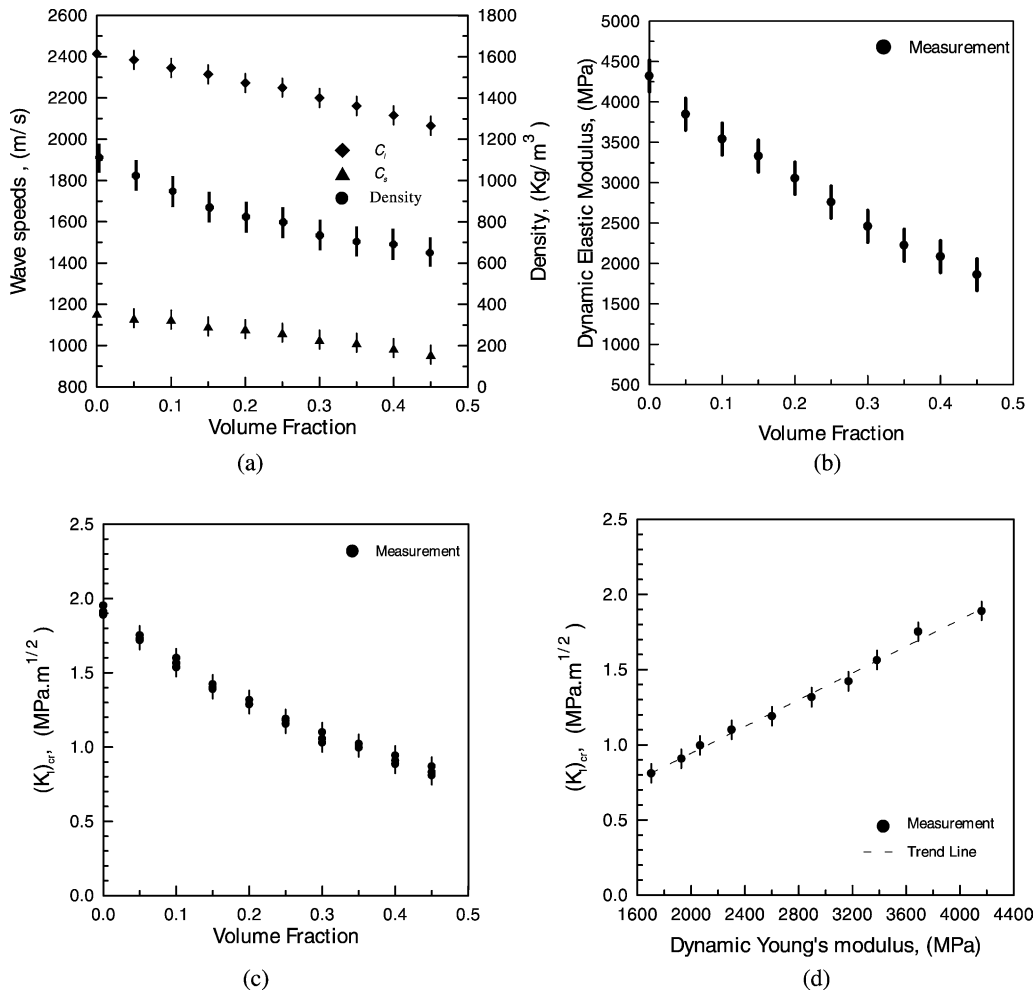 2600
2400
2200
2000
1800
1600
1400
1200
1000
800
Wave speeds , (m/ s)
1800
1600
1400
1200
1000
800
600
400
200
0
Density, (Kg/ m³)
Cₗ
Cₛ
Density
0.0 0.1 0.2 0.3 0.4 0.5
Volume Fraction
(a)
5000
4500
4000
3500
3000
2500
2000
1500
1000
500
Dynamic Elastic Modulus, (MPa)
Measurement
0.0 0.1 0.2 0.3 0.4 0.5
Volume Fraction
(b)
2.5
2.0
1.5
1.0
0.5
0.0
(K_I)_cr, (MPa.m^1/2)
Measurement
0.0 0.1 0.2 0.3 0.4 0.5
Volume Fraction
(c)
2.5
2.0
1.5
1.0
0.5
0.0
(K_I)_cr, (MPa.m^1/2)
Measurement
Trend Line
1600 2000 2400 2800 3200 3600 4000 4400
Dynamic Young's modulus, (MPa)
(d)